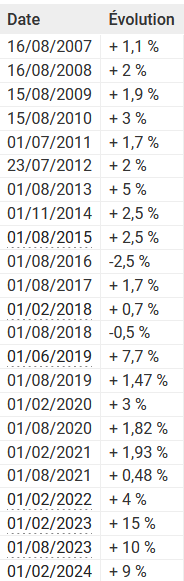 Date Évolution
16/08/2007 + 1,1 %
16/08/2008 + 2 %
15/08/2009 + 1,9 %
15/08/2010 + 3 %
01/07/2011 + 1,7 %
23/07/2012 + 2 %
01/08/2013 + 5 %
01/11/2014 + 2,5 %
01/08/2015 + 2,5 %
01/08/2016 -2,5 %
01/08/2017 + 1,7 %
01/02/2018 + 0,7 %
01/08/2018 -0,5 %
01/06/2019 + 7,7 %
01/08/2019 + 1,47 %
01/02/2020 + 3 %
01/08/2020 + 1,82 %
01/02/2021 + 1,93 %
01/08/2021 + 0,48 %
01/02/2022 + 4 %
01/02/2023 + 15 %
01/08/2023 + 10 %
01/02/2024 + 9 %